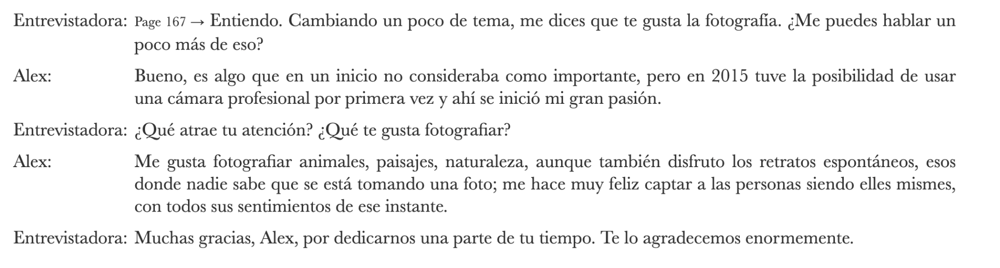 Entrevistadora: Page 167 → Entiendo. Cambiando un poco de tema, me dices que te gusta la fotografía. ¿Me puedes hablar un
poco más de eso?
Alex: Bueno, es algo que en un inicio no consideraba como importante, pero en 2015 tuve la posibilidad de usar
una cámara profesional por primera vez y ahí se inició mi gran pasión.
Entrevistadora: ¿Qué atrae tu atención? ¿Qué te gusta fotografiar?
Alex: Me gusta fotografiar animales, paisajes, naturaleza, aunque también disfruto los retratos espontáneos, esos
donde nadie sabe que se está tomando una foto; me hace muy feliz captar a las personas siendo elles mismes,
con todos sus sentimientos de ese instante.
Entrevistadora: Muchas gracias, Alex, por dedicarnos una parte de tu tiempo. Te lo agradecemos enormemente.